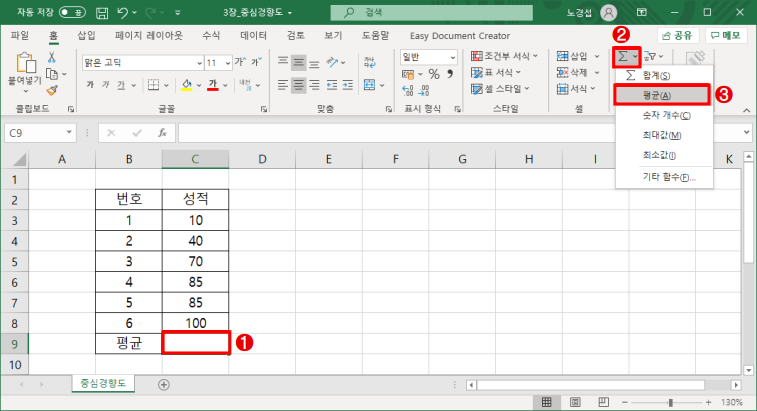 자동 저장 끔 3장_중심경향도 검색 노경섭
파일 홈 삽입 페이지 레이아웃 수식 데이터 검토 보기 도움말 Easy Document Creator 공유 메모
❷
붙여넣기
맑은 고딕 11 가 가
가 가 가 가 내천
일반
% 9
조건부 서식
표 서식
셀 스타일
삽입
삭제
서식
Σ
클립보드 글꼴 맞춤 표시 형식 스타일 셀
Σ 합계(S)
평균(A) ❸
숫자 개수(C)
최대값(M)
최소값(I)
기타 함수(F)...
C9 fx
A B C D E F G H I K
1
2 번호 성적
3 1 10
4 2 40
5 3 70
6 4 85
7 5 85
8 6 100
9 평균 ❶
10
중심경향도
130%